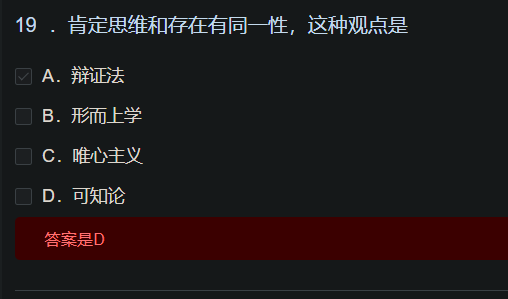 19 ．肯定思维和存在有同一性，这种观点是
A．辩证法
B．形而上学
C．唯心主义
D．可知论
答案是D